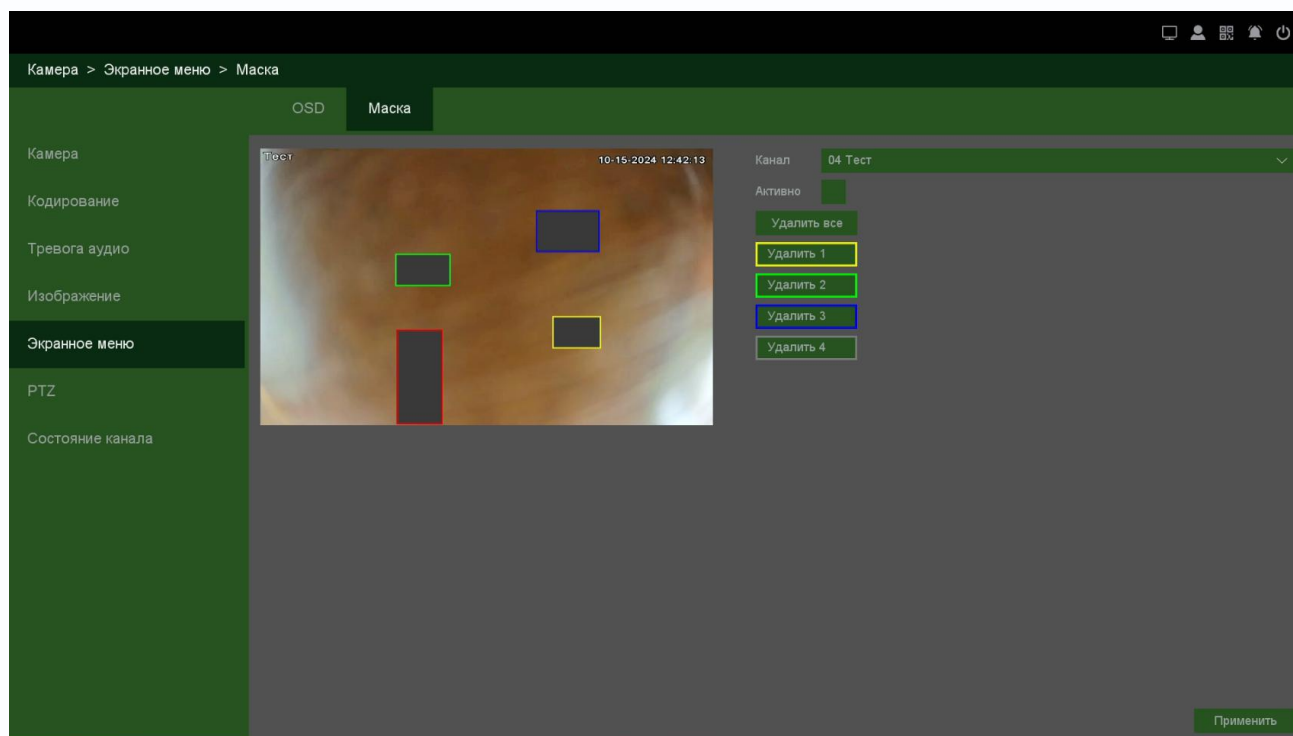 Камера > Экранное меню > Маска
OSD Маска
Камера
Кодирование
Тревога аудио
Изображение
Экранное меню
PTZ
Состояние канала
Тест 10-15-2024 12:42:13
Канал 04 Тест
Активно
Удалить все
Удалить 1
Удалить 2
Удалить 3
Удалить 4
Применить